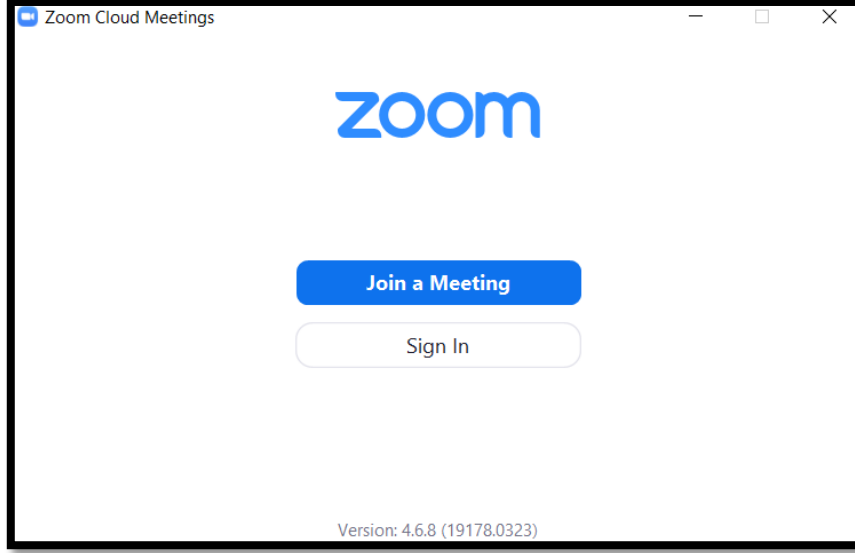 Zoom Cloud Meetings
zoom
Join a Meeting
Sign In
Version: 4.6.8 (19178.0323)